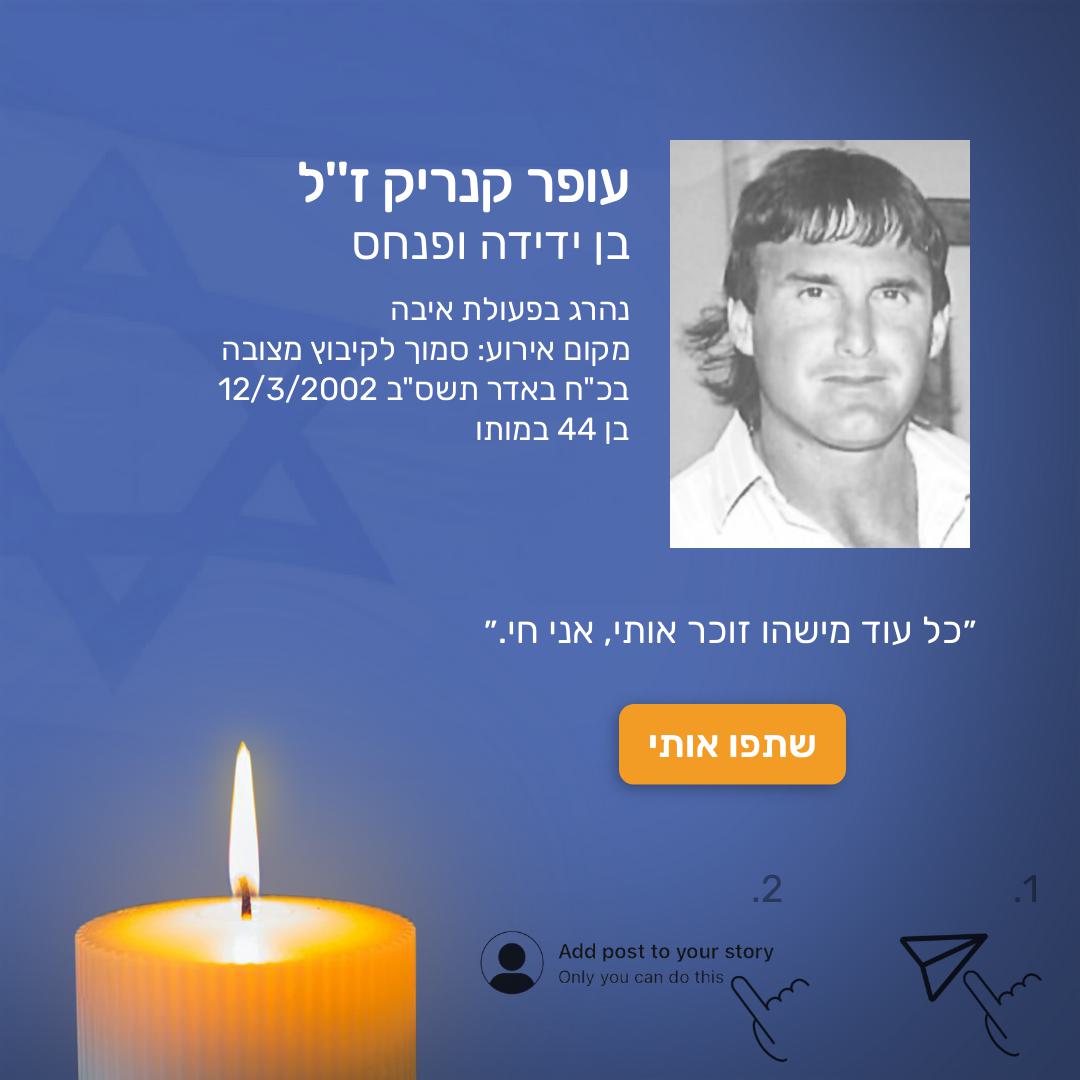 עופר קנריק ז"ל
בן ידידה ופנחס
נהרג בפעולת איבה
מקום אירוע: סמוך לקיבוץ מצובה
בכ"ח באדר תשס"ב 12/3/2002
בן 44 במותו
״כל עוד מישהו זוכר אותי, אני חי.״
שתפו אותי
1.
2.
Add post to your story
Only you can do this